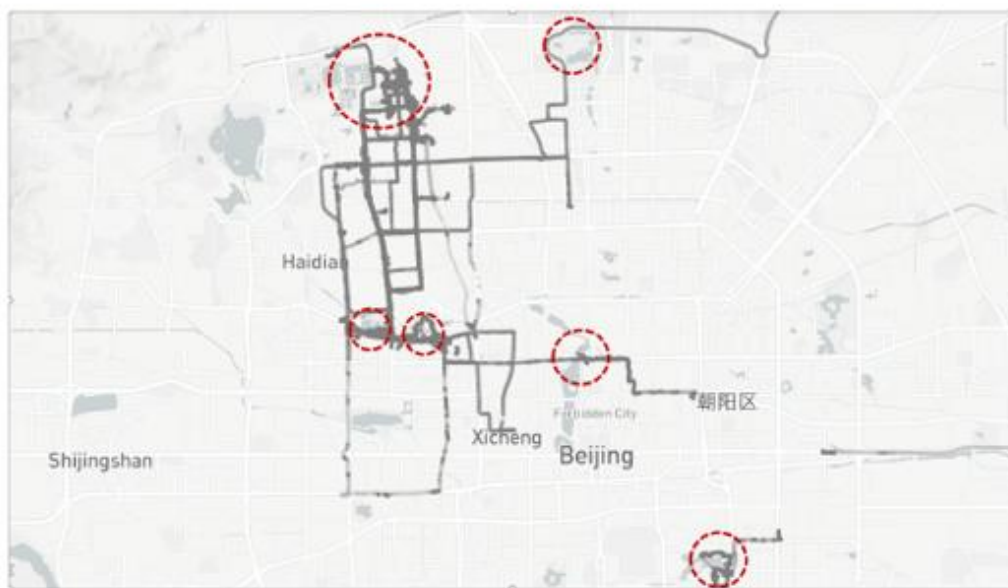 Haidian
Forbidden City
朝阳区
Xicheng
Beijing
Shijingshan